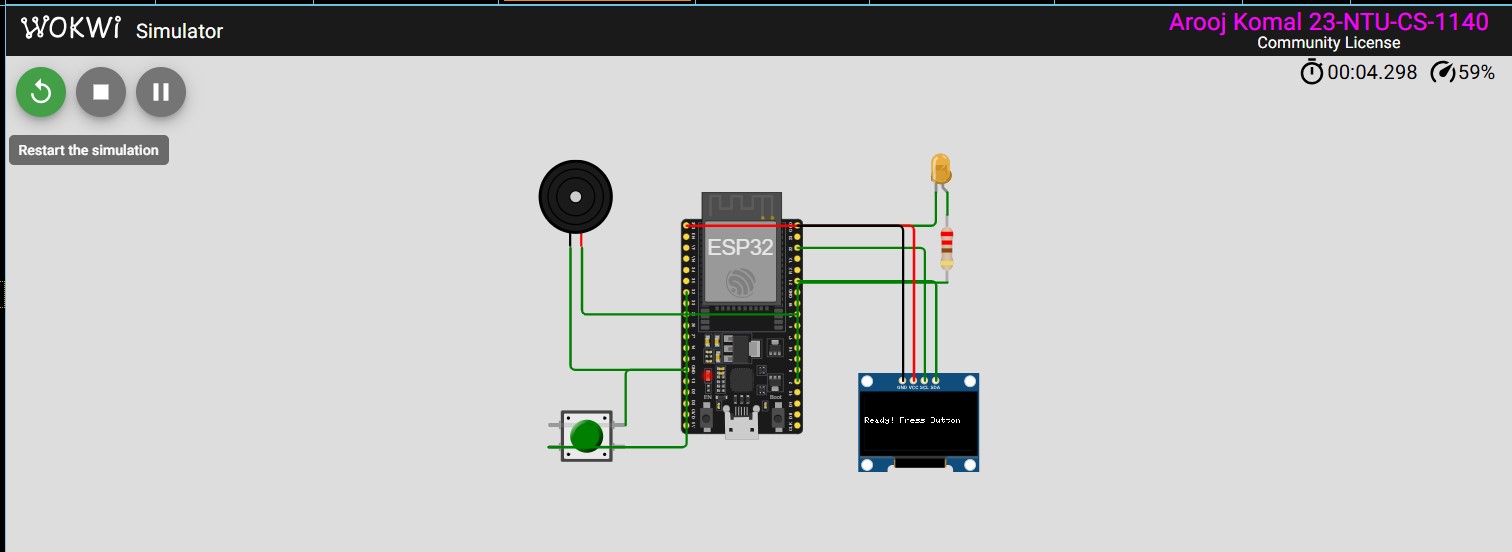 WOKWi Simulator
Arooj Komal 23-NTU-CS-1140
Community License
00:04.298 59%
Restart the simulation
ESP32
EN Boot
GND VCC SCL SDA
Ready! Press Button